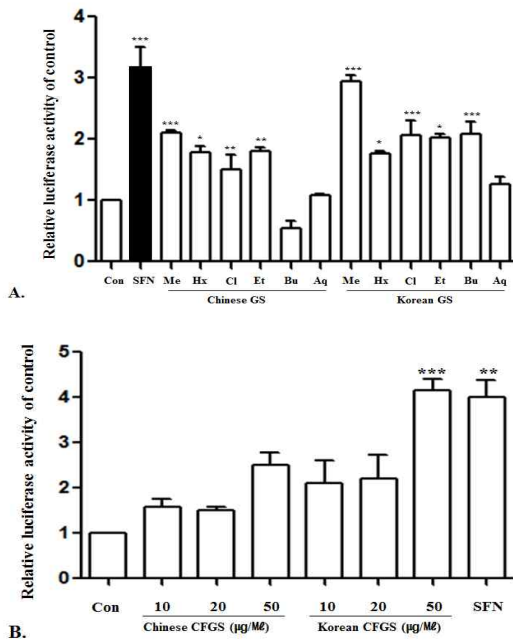 Relative luciferase activity of control
4
3
2
1
0
***
***
*
**
**
***
*
***
*
***
Con SFN Me Hx Cl Et Bu Aq Me Hx Cl Et Bu Aq
Chinese GS Korean GS
A.
Relative luciferase activity of control
5
4
3
2
1
0
*** **
Con 10 20 50 10 20 50 SFN
Chinese CFGS (㎍/㎖) Korean CFGS (㎍/㎖)
B.